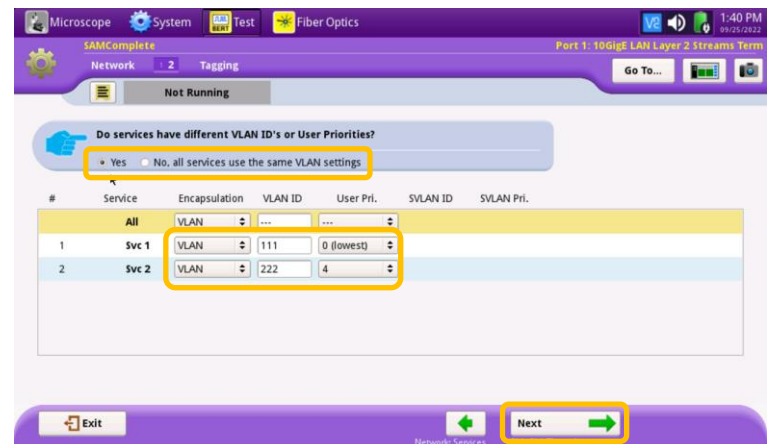 Microscope System Test Fiber Optics V2 1:40 PM
09/25/2022
SAMComplete Port 1: 10GigE LAN Layer 2 Streams Term
Network 2 Tagging Go To...
Not Running
Do services have different VLAN ID's or User Priorities?
Yes No, all services use the same VLAN settings
# Service Encapsulation VLAN ID User Pri. SVLAN ID SVLAN Pri.
All VLAN --- ---
1 Svc 1 VLAN 111 0 (lowest)
2 Svc 2 VLAN 222 4
Exit Next
Network: Services